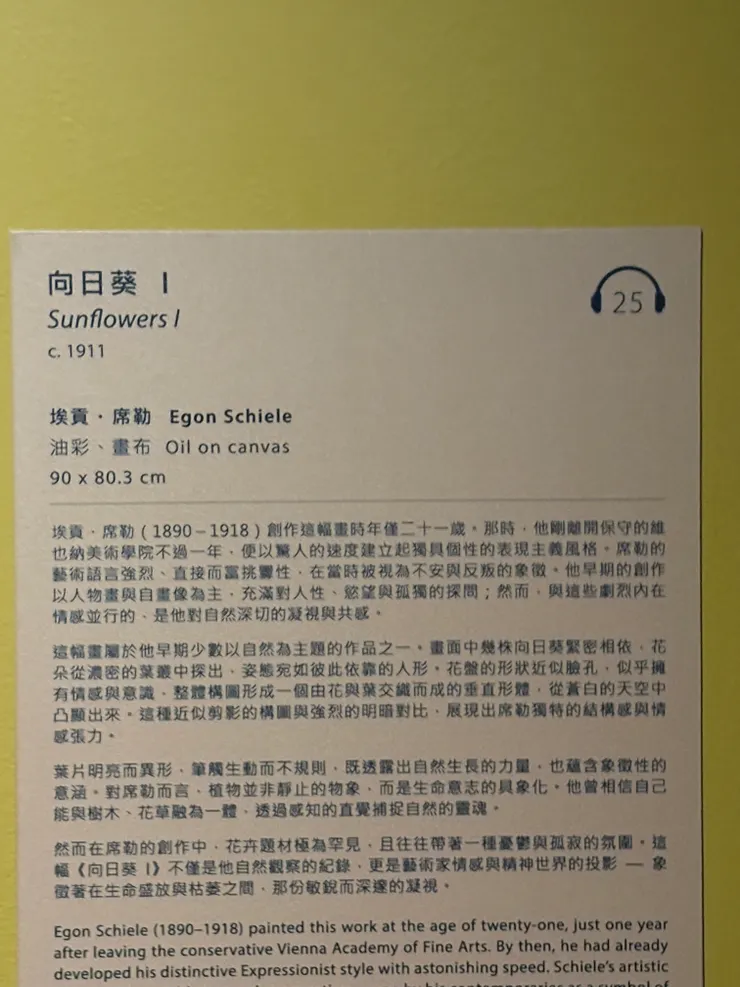 向日葵 I
25
Sunflowers I
c. 1911
埃貢・席勒 Egon Schiele
油彩、畫布 Oil on canvas
90 x 80.3 cm
埃貢・席勒（1890–1918）創作這幅畫時年僅二十一歲。那時，他剛離開保守的維
也納美術學院不過一年，便以驚人的速度建立起獨具個性的表現主義風格。席勒的
藝術語言強烈、直接而富挑釁性，在當時被視為不安與反叛的象徵。他早期的創作
以人物畫與自畫像為主，充滿對人性、慾望與孤獨的探問；然而，與這些劇烈內在
情感並行的，是他對自然深切的凝視與共感。
這幅畫屬於他早期少數以自然為主題的作品之一。畫面中幾株向日葵緊密相依，花
朵從濃密的葉叢中探出，姿態宛如彼此依靠的人形。花盤的形狀近似臉孔，似乎擁
有情感與意識，整體構圖形成一個由花與葉交織而成的垂直形體，從蒼白的天空中
凸顯出來。這種近似剪影的構圖與強烈的明暗對比，展現出席勒獨特的結構感與情
感張力。
葉片明亮而異形，筆觸生動而不規則，既透露出自然生長的力量，也蘊含象徵性的
意涵。對席勒而言，植物並非靜止的物象，而是生命意志的具象化。他曾相信自己
能與樹木、花草融為一體，透過感知的直覺捕捉自然的靈魂。
然而在席勒的創作中，花卉題材極為罕見，且往往帶著一種憂鬱與孤寂的氛圍。這
幅《向日葵 I》不僅是他自然觀察的紀錄，更是藝術家情感與精神世界的投影 — 象
徵著在生命盛放與枯萎之間，那份敏銳而深邃的凝視。
Egon Schiele (1890–1918) painted this work at the age of twenty-one, just one year
after leaving the conservative Vienna Academy of Fine Arts. By then, he had already
developed his distinctive Expressionist style with astonishing speed. Schiele's artistic